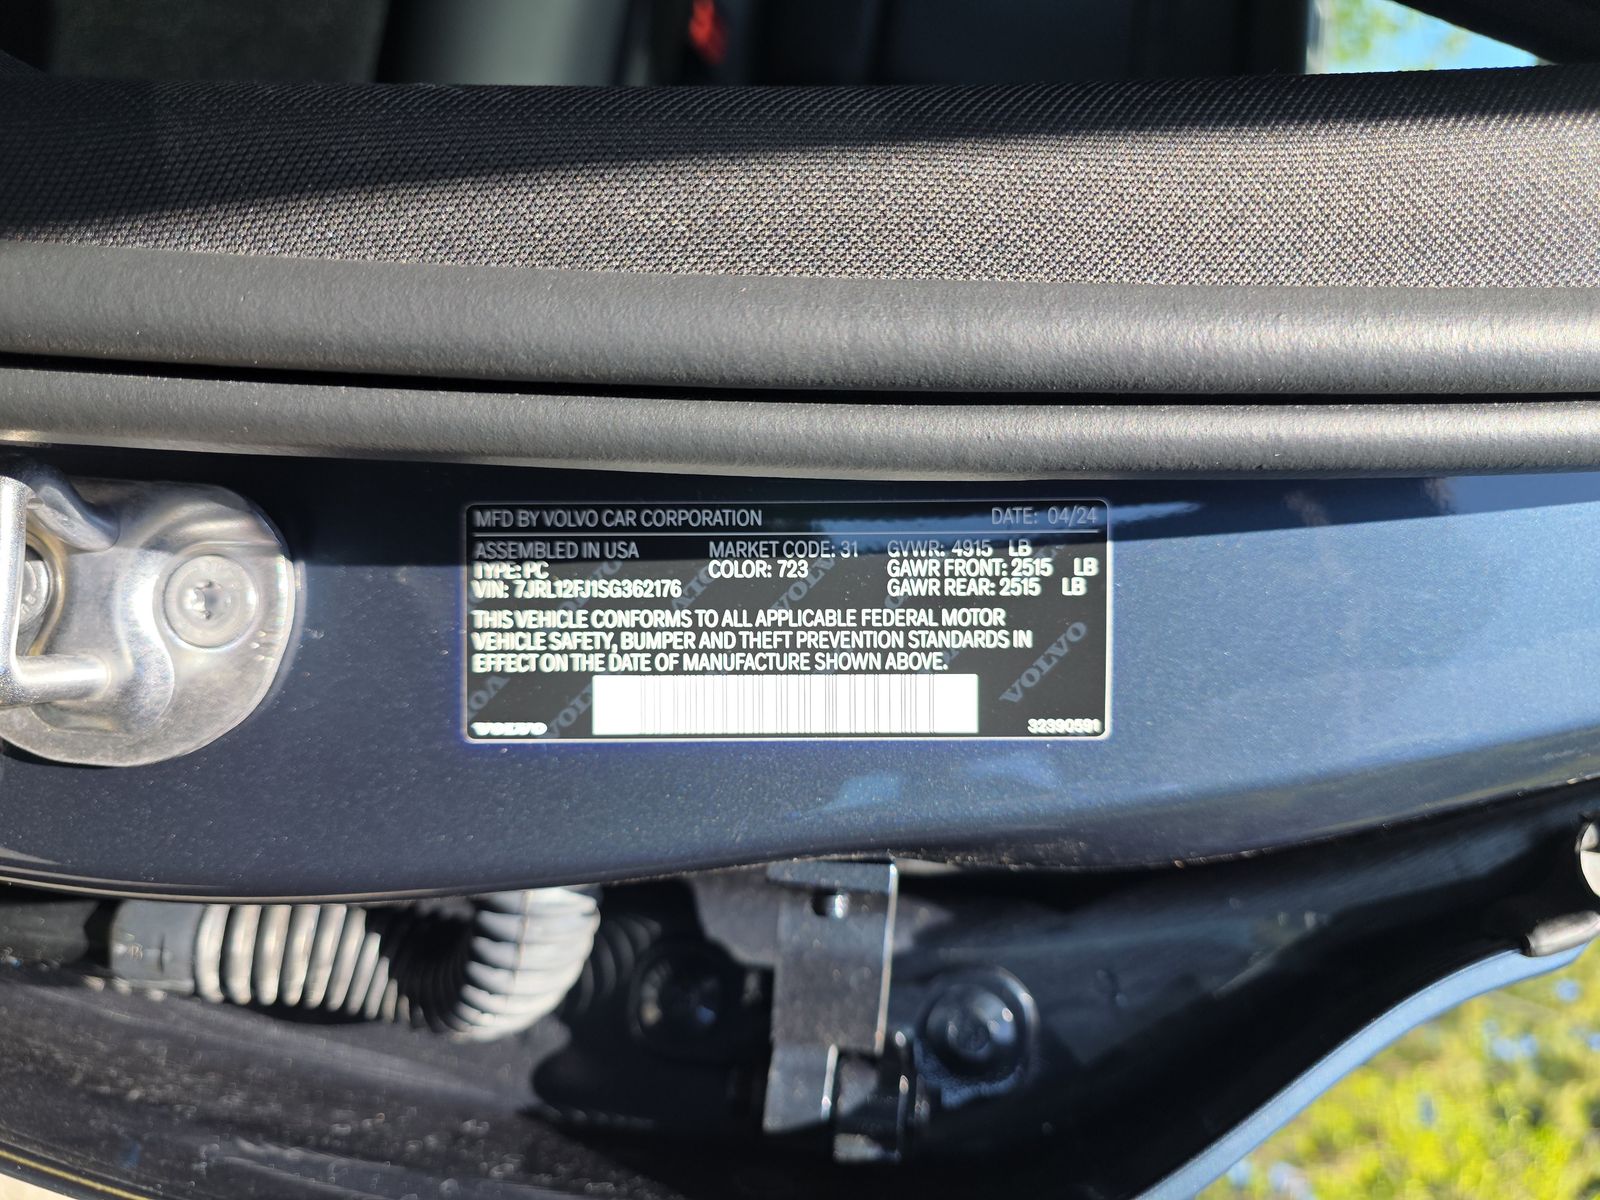 MFD BY VOLVO CAR CORPORATION DATE: 04/24
ASSEMBLED IN USA MARKET CODE: 31 GVWR: 4915 LB
TYPE: PC COLOR: 723 GAWR FRONT: 2515 LB
VIN: 7JRL12FJ1SG362176 GAWR REAR: 2515 LB
THIS VEHICLE CONFORMS TO ALL APPLICABLE FEDERAL MOTOR
VEHICLE SAFETY, BUMPER AND THEFT PREVENTION STANDARDS IN
EFFECT ON THE DATE OF MANUFACTURE SHOWN ABOVE.
VOLVO 32390591
VOLVO